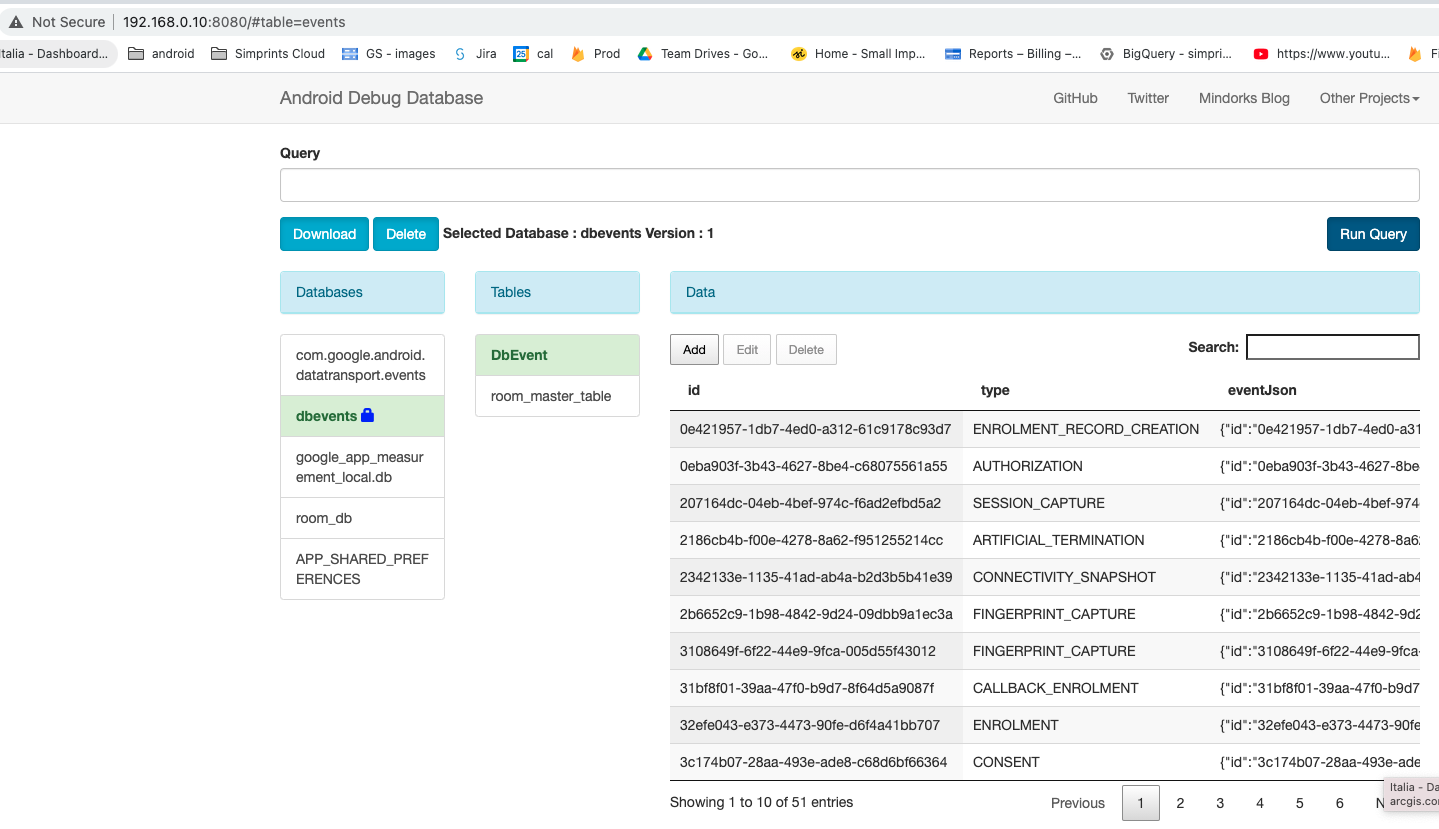 Not Secure 192.168.0.10:8080/#table=events
Italia - Dashboard... android Simprints Cloud GS - images Jira 25 cal Prod Team Drives - Go... Home - Small Imp... Reports – Billing –... BigQuery - simpri... https://www.youtu...
Android Debug Database GitHub Twitter Mindorks Blog Other Projects
Query
Download Delete Selected Database : dbevents Version : 1 Run Query
Databases Tables Data
com.google.android.
datatransport.events
dbevents
google_app_measur
ement_local.db
room_db
APP_SHARED_PREF
ERENCES
DbEvent
room_master_table
Add Edit Delete Search:
id type eventJson
0e421957-1db7-4ed0-a312-61c9178c93d7 ENROLMENT_RECORD_CREATION {"id":"0e421957-1db7-4ed0-a31
0eba903f-3b43-4627-8be4-c68075561a55 AUTHORIZATION {"id":"0eba903f-3b43-4627-8be
207164dc-04eb-4bef-974c-f6ad2efbd5a2 SESSION_CAPTURE {"id":"207164dc-04eb-4bef-974
2186cb4b-f00e-4278-8a62-f951255214cc ARTIFICIAL_TERMINATION {"id":"2186cb4b-f00e-4278-8a6
2342133e-1135-41ad-ab4a-b2d3b5b41e39 CONNECTIVITY_SNAPSHOT {"id":"2342133e-1135-41ad-ab4
2b6652c9-1b98-4842-9d24-09dbb9a1ec3a FINGERPRINT_CAPTURE {"id":"2b6652c9-1b98-4842-9d2
3108649f-6f22-44e9-9fca-005d55f43012 FINGERPRINT_CAPTURE {"id":"3108649f-6f22-44e9-9fca-
31bf8f01-39aa-47f0-b9d7-8f64d5a9087f CALLBACK_ENROLMENT {"id":"31bf8f01-39aa-47f0-b9d7
32efe043-e373-4473-90fe-d6f4a41bb707 ENROLMENT {"id":"32efe043-e373-4473-90fe
3c174b07-28aa-493e-ade8-c68d6bf66364 CONSENT {"id":"3c174b07-28aa-493e-ade
Showing 1 to 10 of 51 entries Previous 1 2 3 4 5 6 N
Italia - Da
arcgis.co